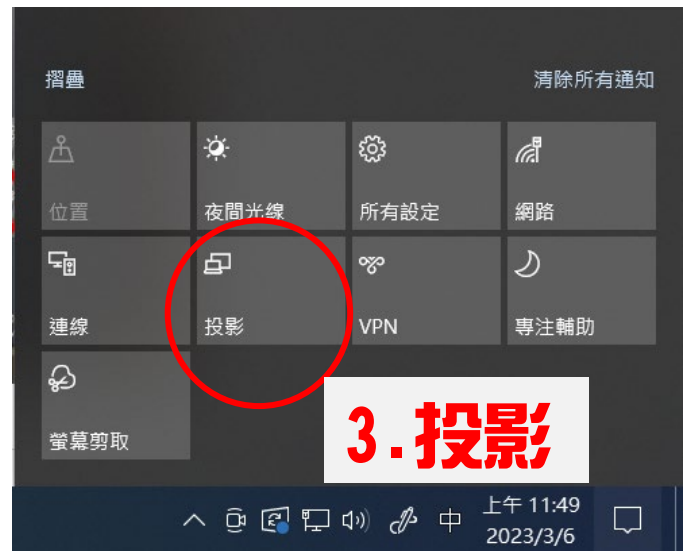 摺疊 清除所有通知
位置 夜間光線 所有設定 網路
連線 投影 VPN 專注輔助
螢幕剪取
3.投影
中 上午 11:49
2023/3/6